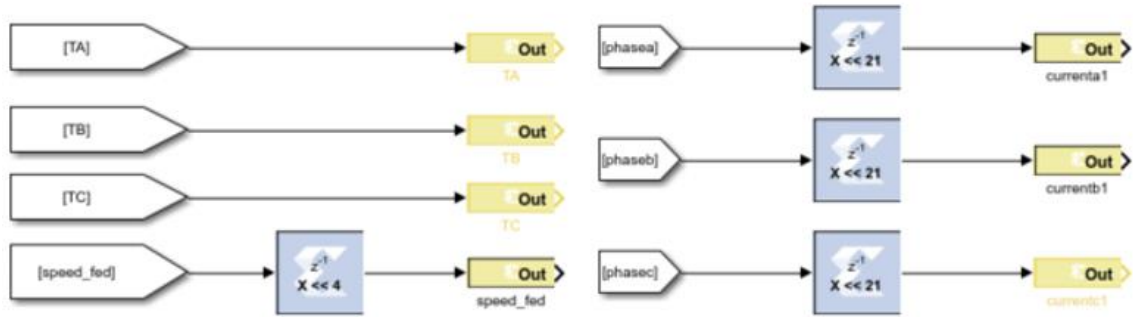 [TA]
Out
TA
[TB]
Out
TB
[TC]
Out
TC
[speed_fed]
z-1
X << 4
Out
speed_fed
[phasea]
z-1
X << 21
Out
currenta1
[phaseb]
z-1
X << 21
Out
currentb1
[phasec]
z-1
X << 21
Out
currentc1